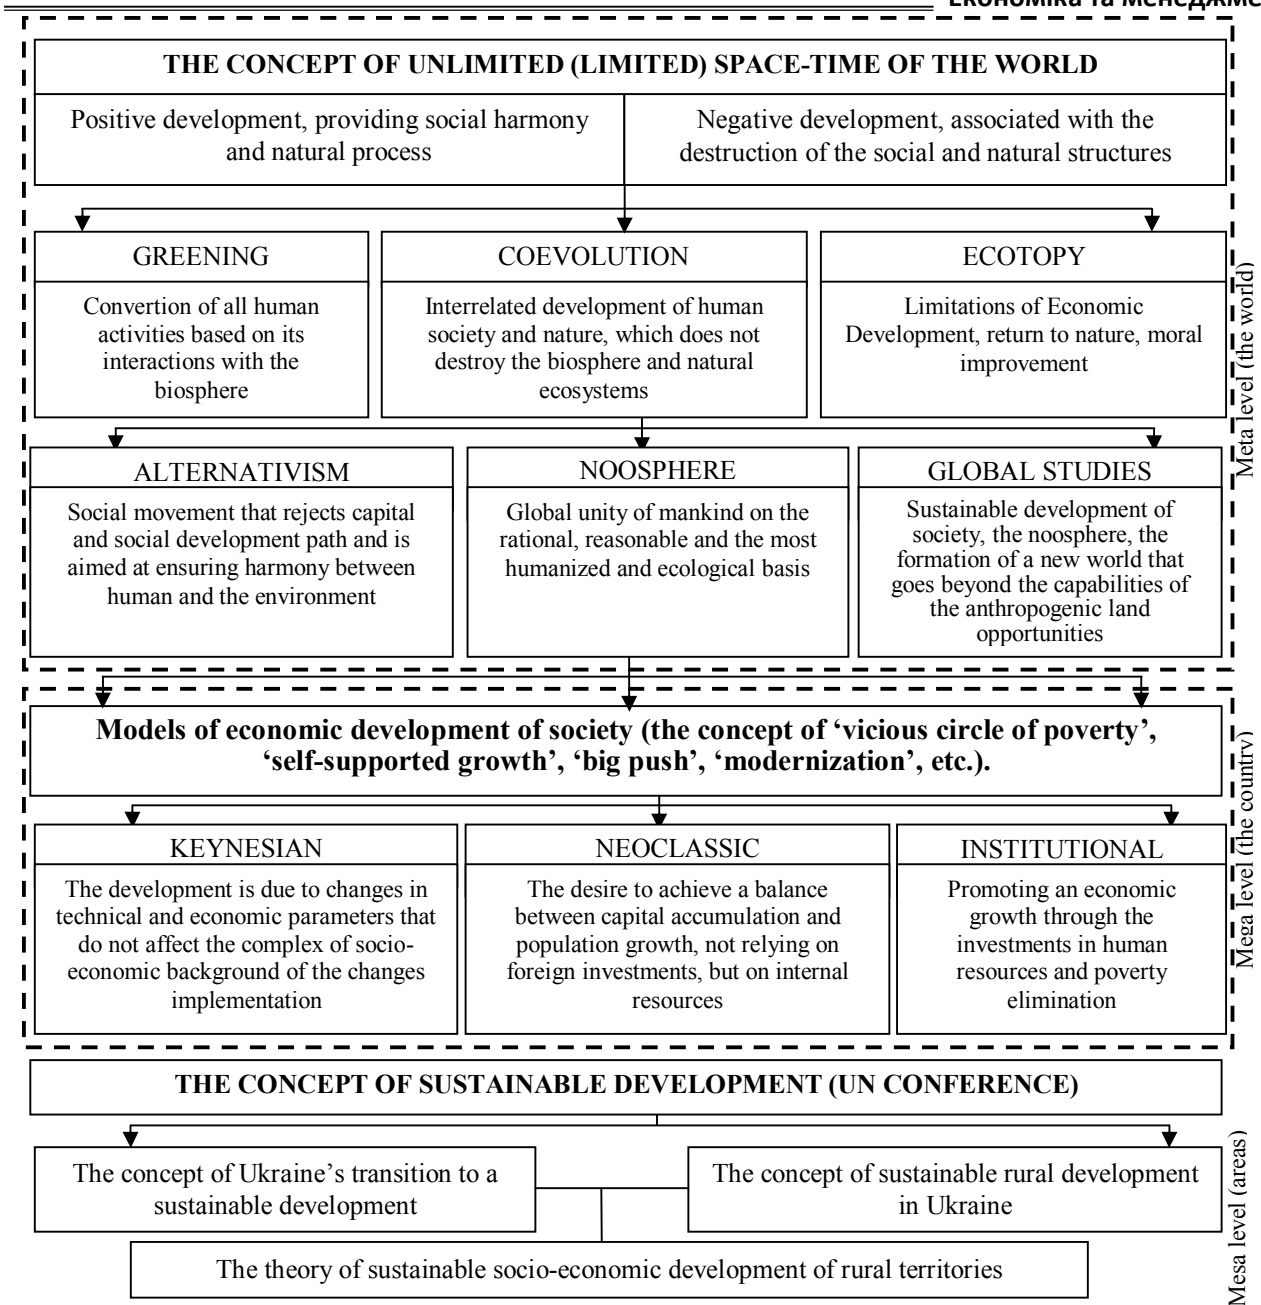 Економіка та менеджме
THE CONCEPT OF UNLIMITED (LIMITED) SPACE-TIME OF THE WORLD
Positive development, providing social harmony
and natural process
Negative development, associated with the
destruction of the social and natural structures
GREENING
Convertion of all human
activities based on its
interactions with the
biosphere
COEVOLUTION
Interrelated development of human
society and nature, which does not
destroy the biosphere and natural
ecosystems
ECOTOPY
Limitations of Economic
Development, return to nature, moral
improvement
Meta level (the world)
ALTERNATIVISM
Social movement that rejects capital
and social development path and is
aimed at ensuring harmony between
human and the environment
NOOSPHERE
Global unity of mankind on the
rational, reasonable and the most
humanized and ecological basis
GLOBAL STUDIES
Sustainable development of
society, the noosphere, the
formation of a new world that
goes beyond the capabilities of
the anthropogenic land
opportunities
Models of economic development of society (the concept of ‘vicious circle of poverty’,
‘self-supported growth’, ‘big push’, ‘modernization’, etc.).
KEYNESIAN
The development is due to changes in
technical and economic parameters that
do not affect the complex of socio-
economic background of the changes
implementation
NEOCLASSIC
The desire to achieve a balance
between capital accumulation and
population growth, not relying on
foreign investments, but on internal
resources
INSTITUTIONAL
Promoting an economic
growth through the
investments in human
resources and poverty
elimination
Mega level (the country)
THE CONCEPT OF SUSTAINABLE DEVELOPMENT (UN CONFERENCE)
The concept of Ukraine’s transition to a
sustainable development
The concept of sustainable rural development
in Ukraine
The theory of sustainable socio-economic development of rural territories
Mesa level (areas)